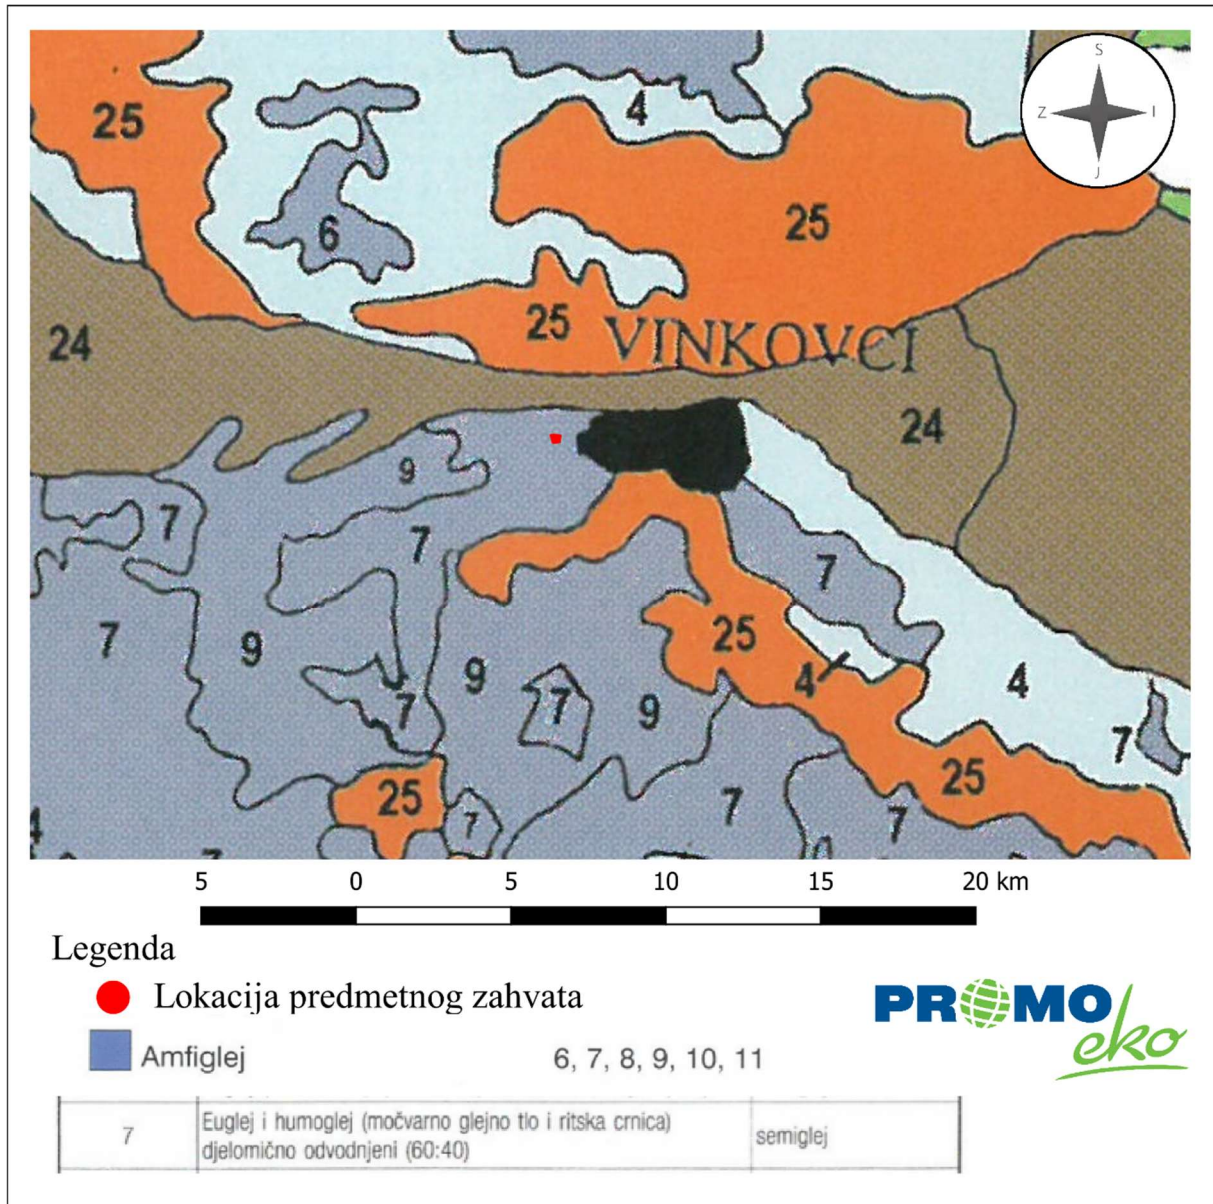 S
Z
I
J
25
4
25
6
25
VINKOVCI
24
24
9
7
7
7
7
9
9
25
4
4
7
7
9
7
25
25
7
7
7
4
5 0 5 10 15 20 km
Legenda
Lokacija predmetnog zahvata
Amfiglej 6, 7, 8, 9, 10, 11
PROMO
eko
7 Euglej i humoglej (močvarno glejno tlo i ritska crnica) semiglej
djelomično odvodnjeni (60:40)